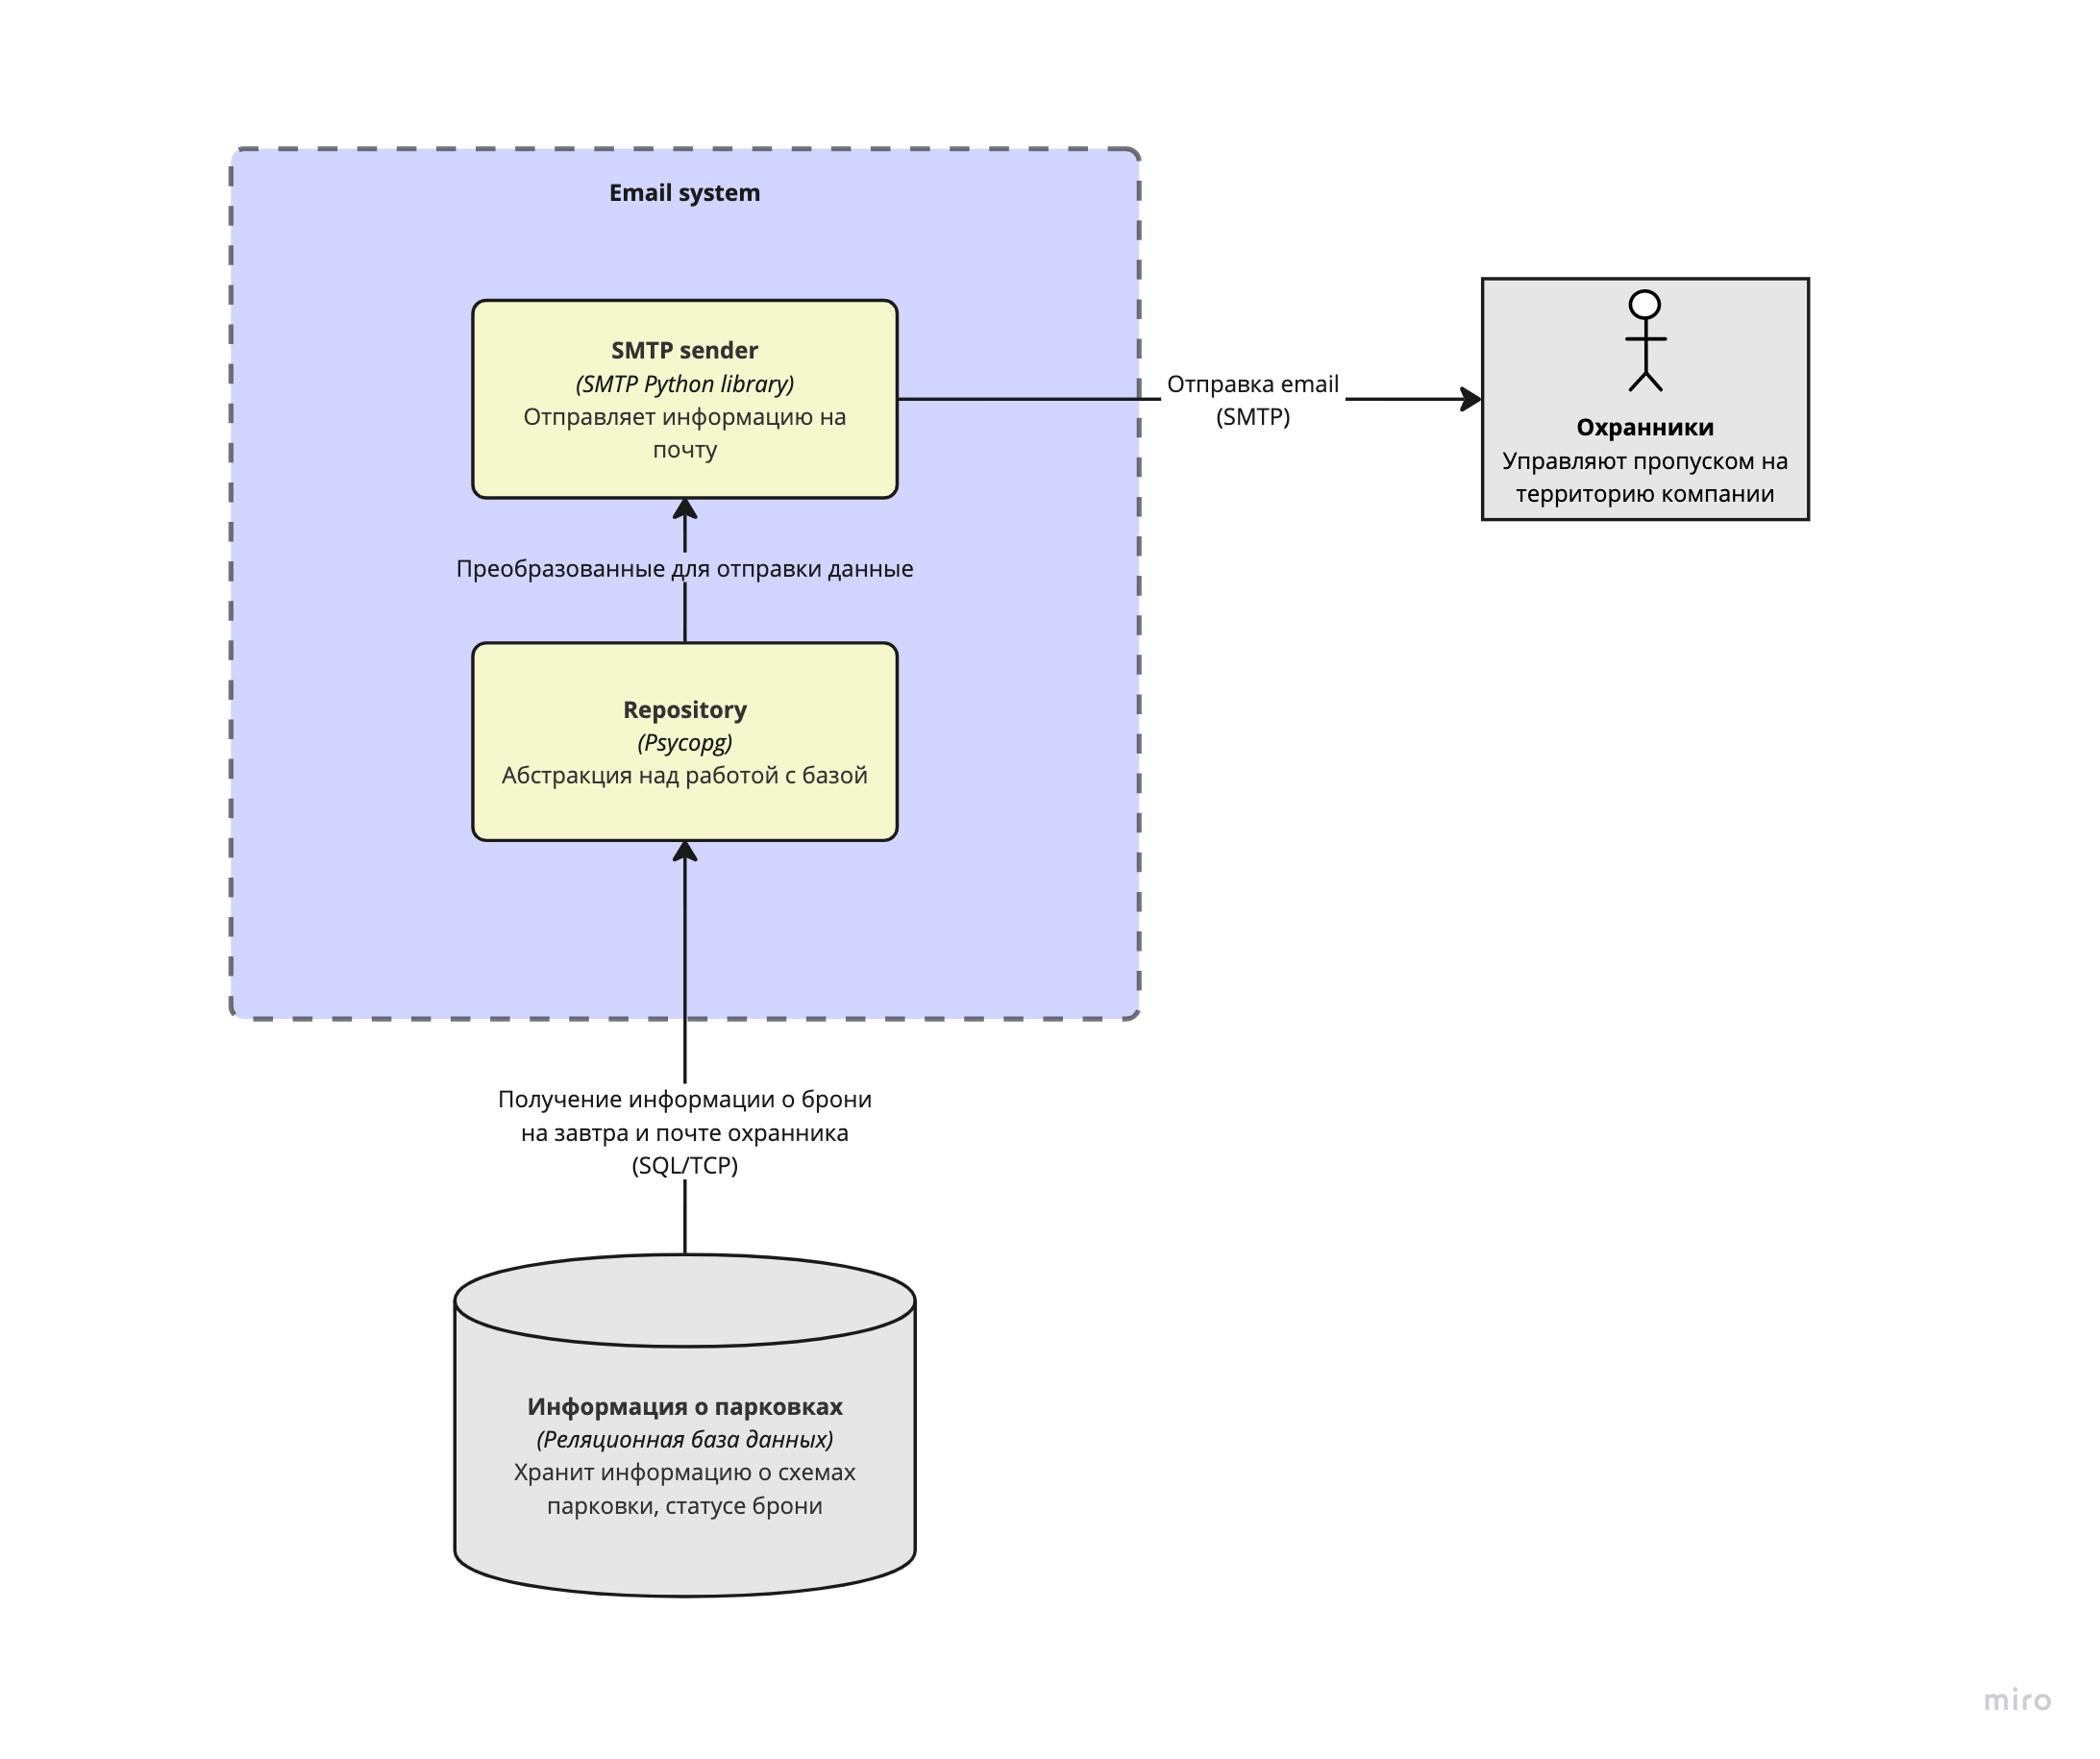 Email system
SMTP sender
(SMTP Python library)
Отправляет информацию на
почту
Отправка email
(SMTP)
Охранники
Управляют пропуском на
территорию компании
Преобразованные для отправки данные
Repository
(Psycopg)
Абстракция над работой с базой
Получение информации о брони
на завтра и почте охранника
(SQL/TCP)
Информация о парковках
(Реляционная база данных)
Хранит информацию о схемах
парковки, статусе брони
miro